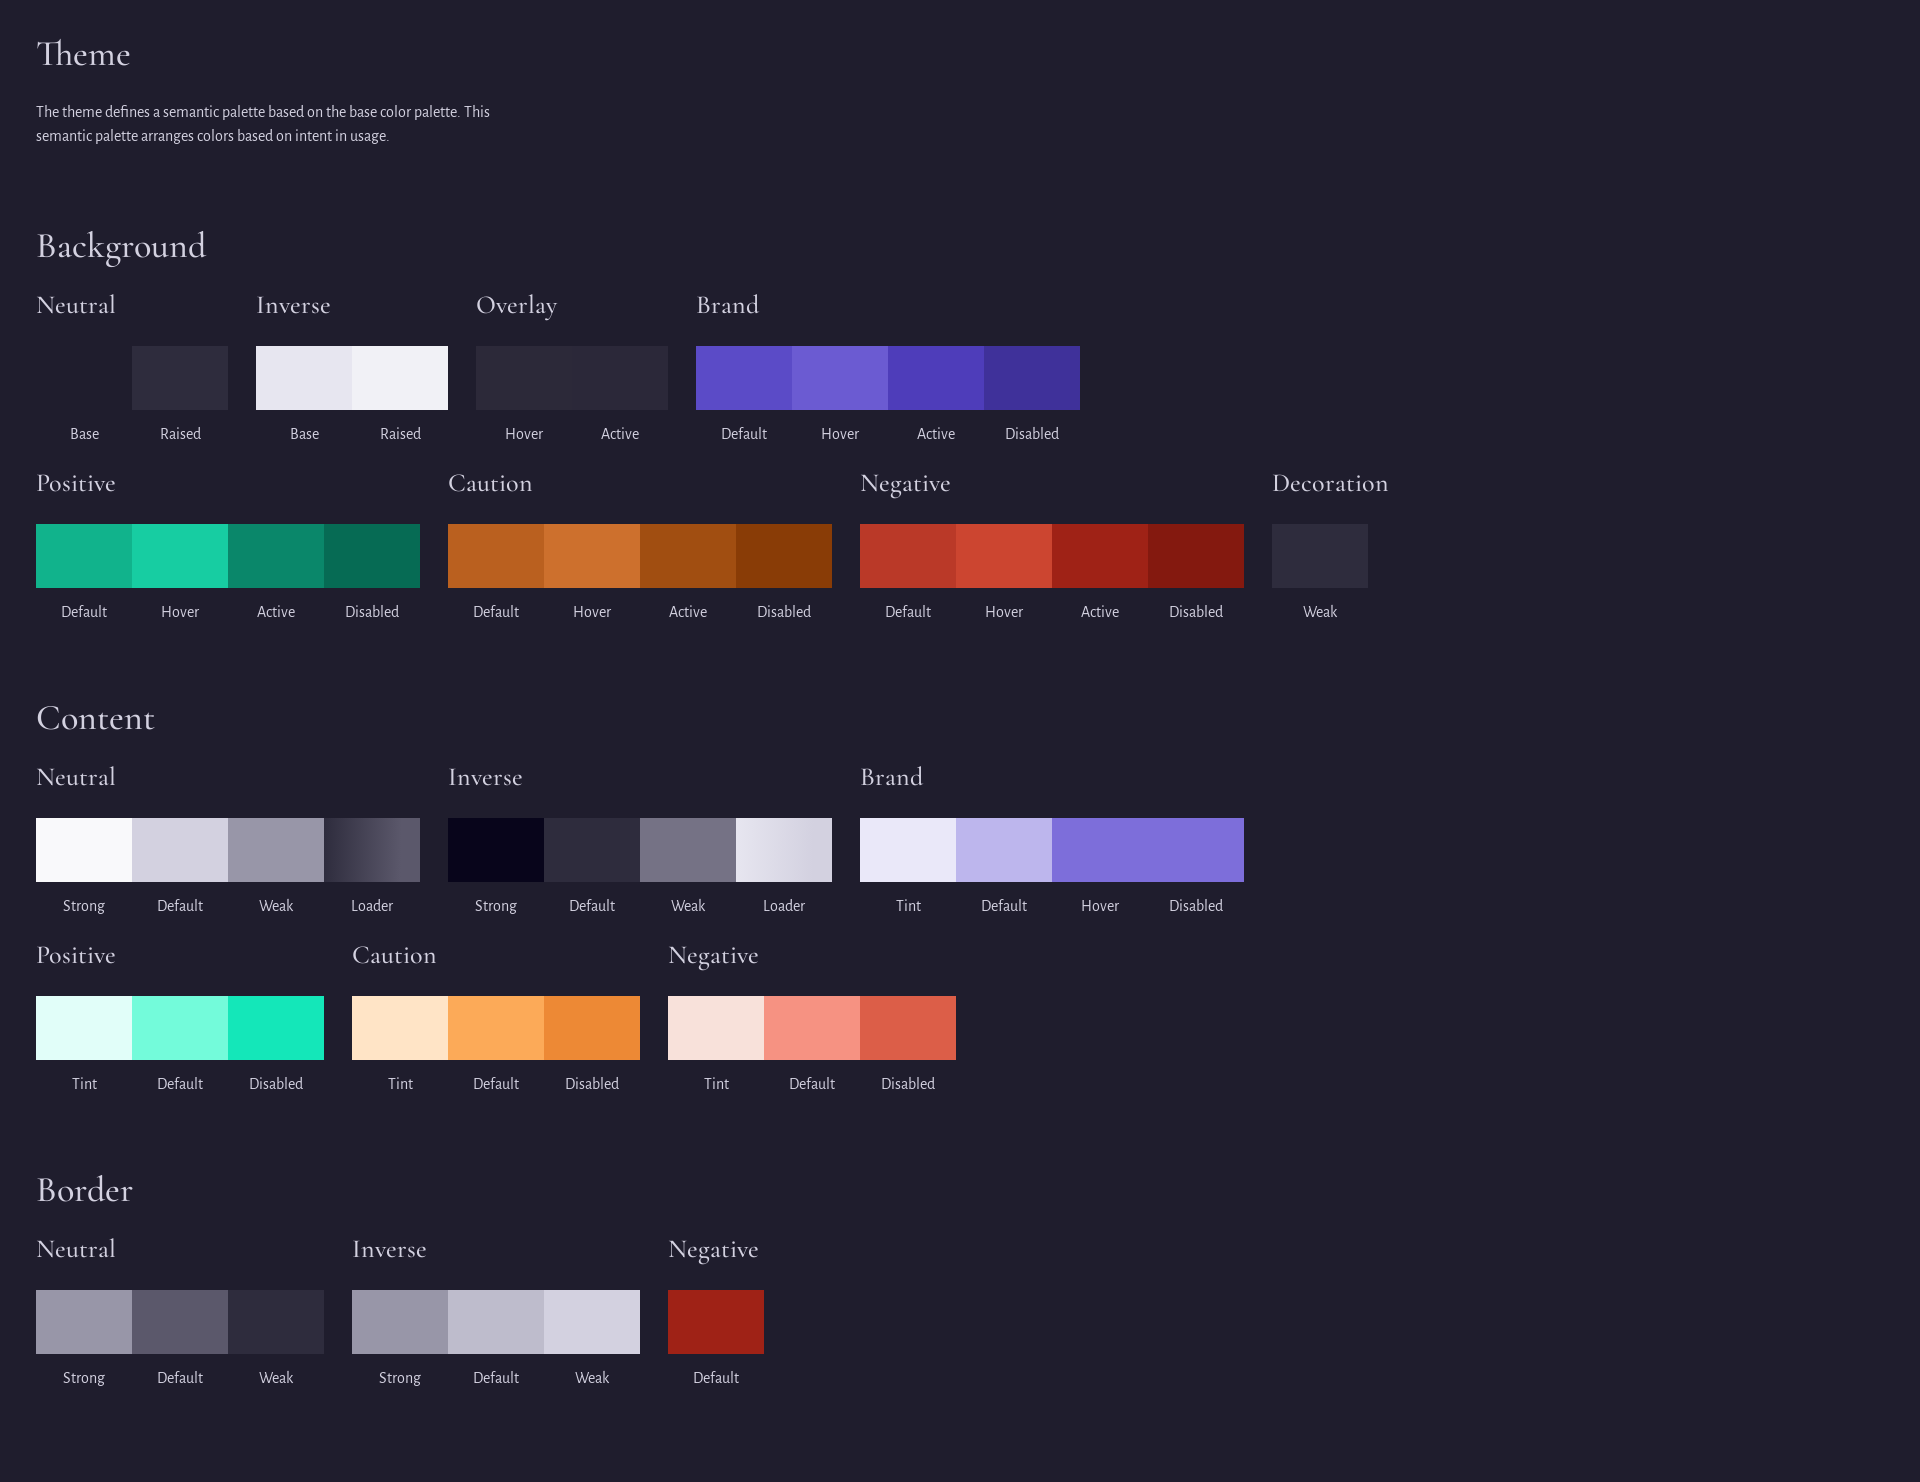 Theme
The theme defines a semantic palette based on the base color palette. This
semantic palette arranges colors based on intent in usage.
Background
Neutral Inverse Overlay Brand
Base Raised Base Raised Hover Active Default Hover Active Disabled
Positive Caution Negative Decoration
Default Hover Active Disabled Default Hover Active Disabled Default Hover Active Disabled Weak
Content
Neutral Inverse Brand
Strong Default Weak Loader Strong Default Weak Loader Tint Default Hover Disabled
Positive Caution Negative
Tint Default Disabled Tint Default Disabled Tint Default Disabled
Border
Neutral Inverse Negative
Strong Default Weak Strong Default Weak Default